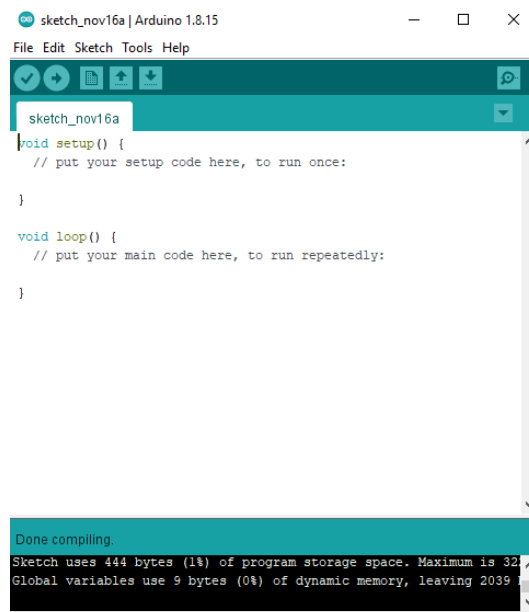 sketch_nov16a | Arduino 1.8.15
File Edit Sketch Tools Help
sketch_nov16a
void setup() {
  // put your setup code here, to run once:
}
void loop() {
  // put your main code here, to run repeatedly:
}
Done compiling.
Sketch uses 444 bytes (1%) of program storage space. Maximum is
Global variables use 9 bytes (0%) of dynamic memory, leaving 2039